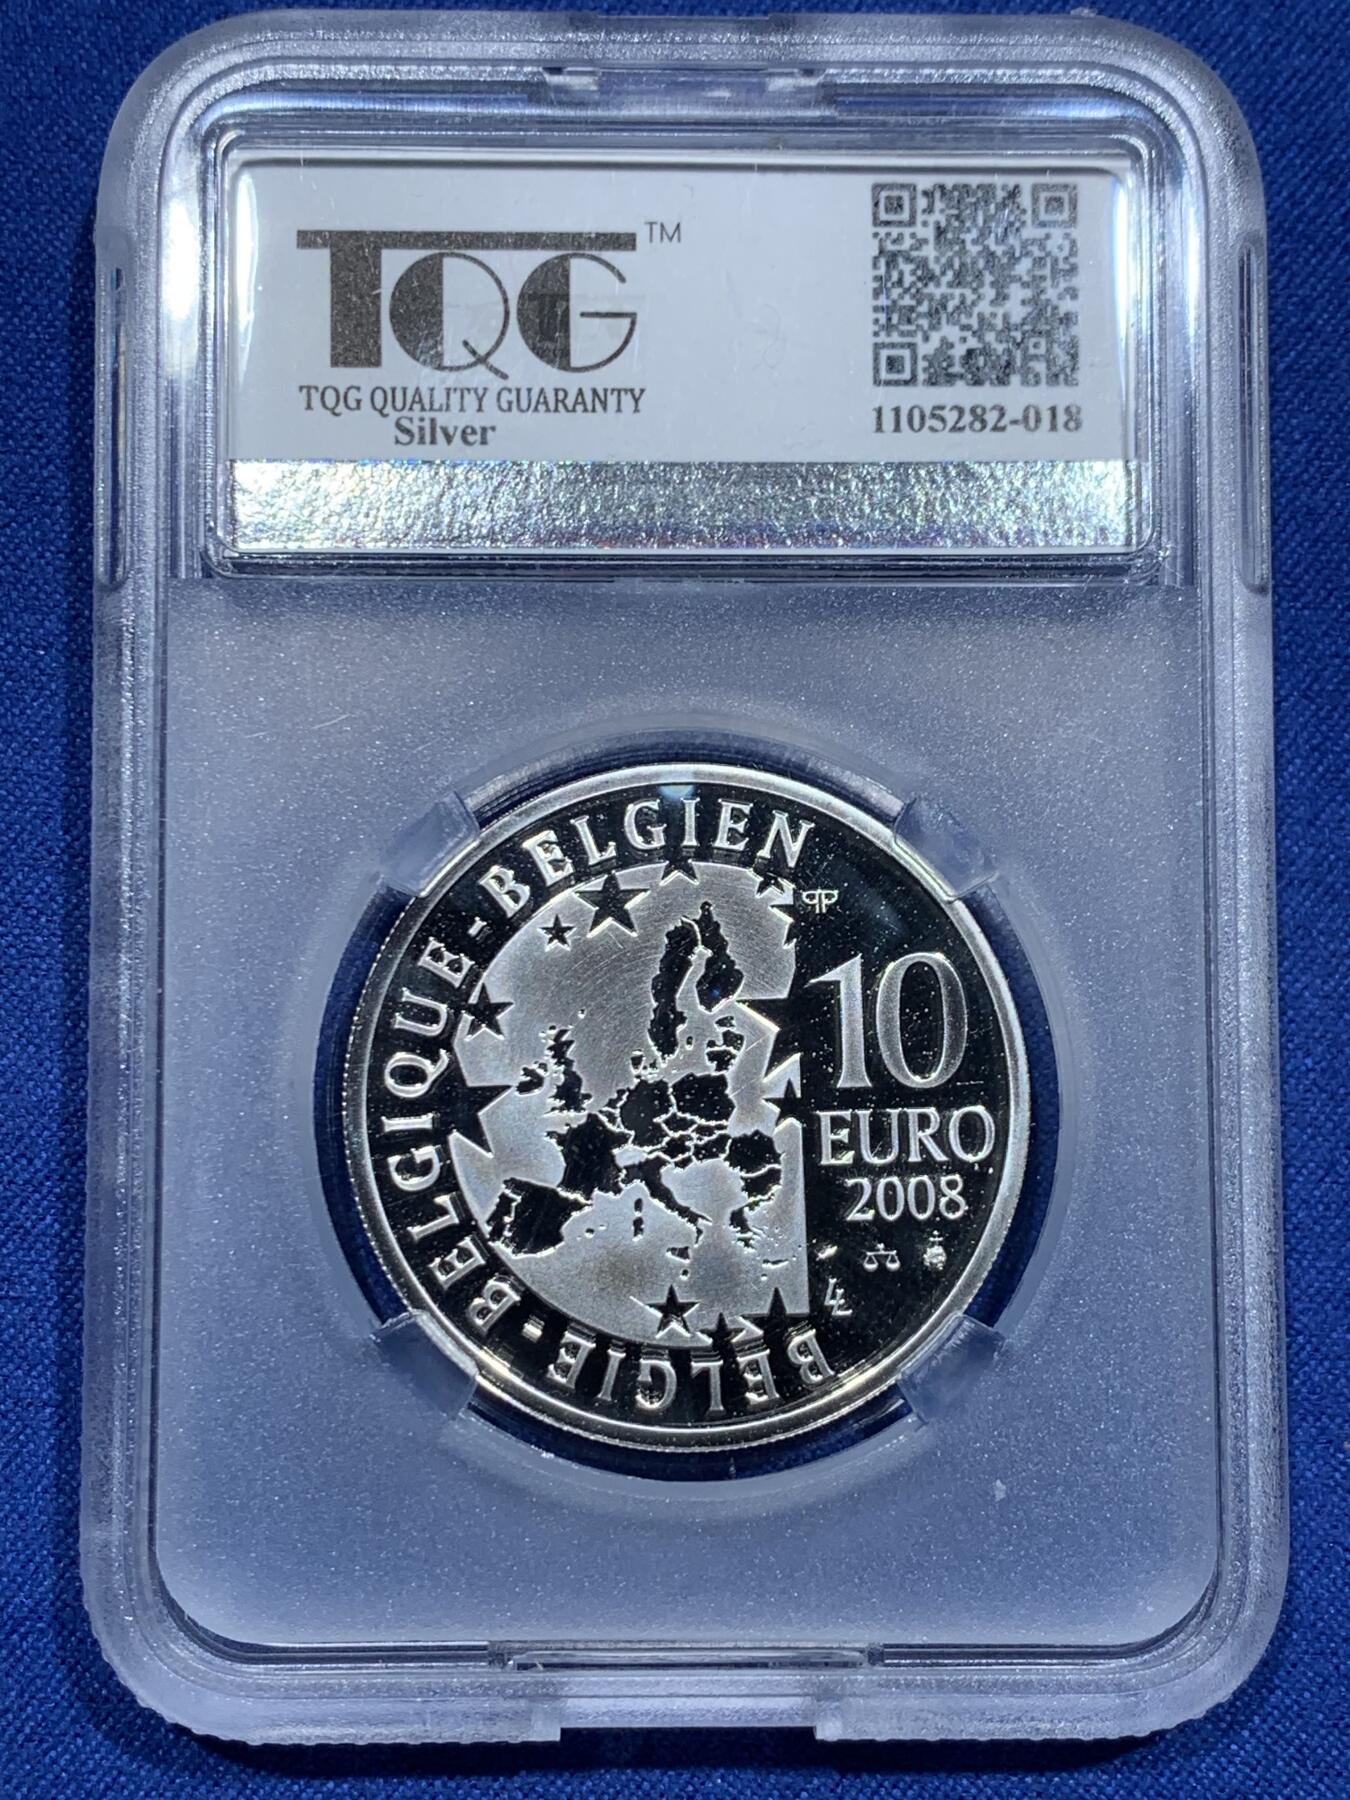 TQG™
TQG QUALITY GUARANTY
Silver
1105282-018
BELGIE - BELGIQUE - BELGIEN
10
EURO
2008